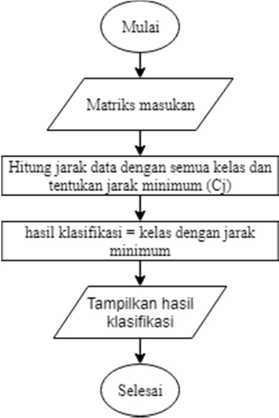 Mulai
Matriks masukan
Hitung jarak data dengan semua kelas dan
tentukan jarak minimum (Cj)
hasil klasifikasi = kelas dengan jarak
minimum
Tampilkan hasil
klasifikasi
Selesai